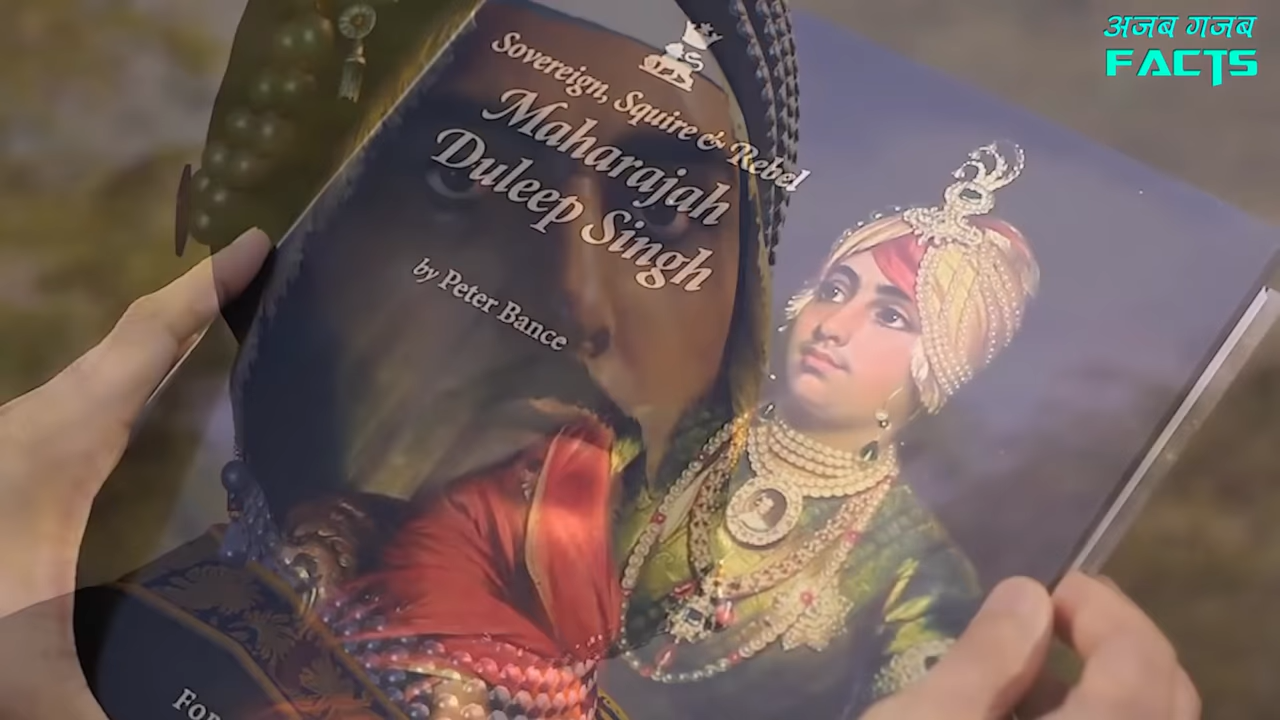 अजब गजब
FACTS
Sovereign, Squire & Rebel
Maharajah
Duleep Singh
by Peter Bance